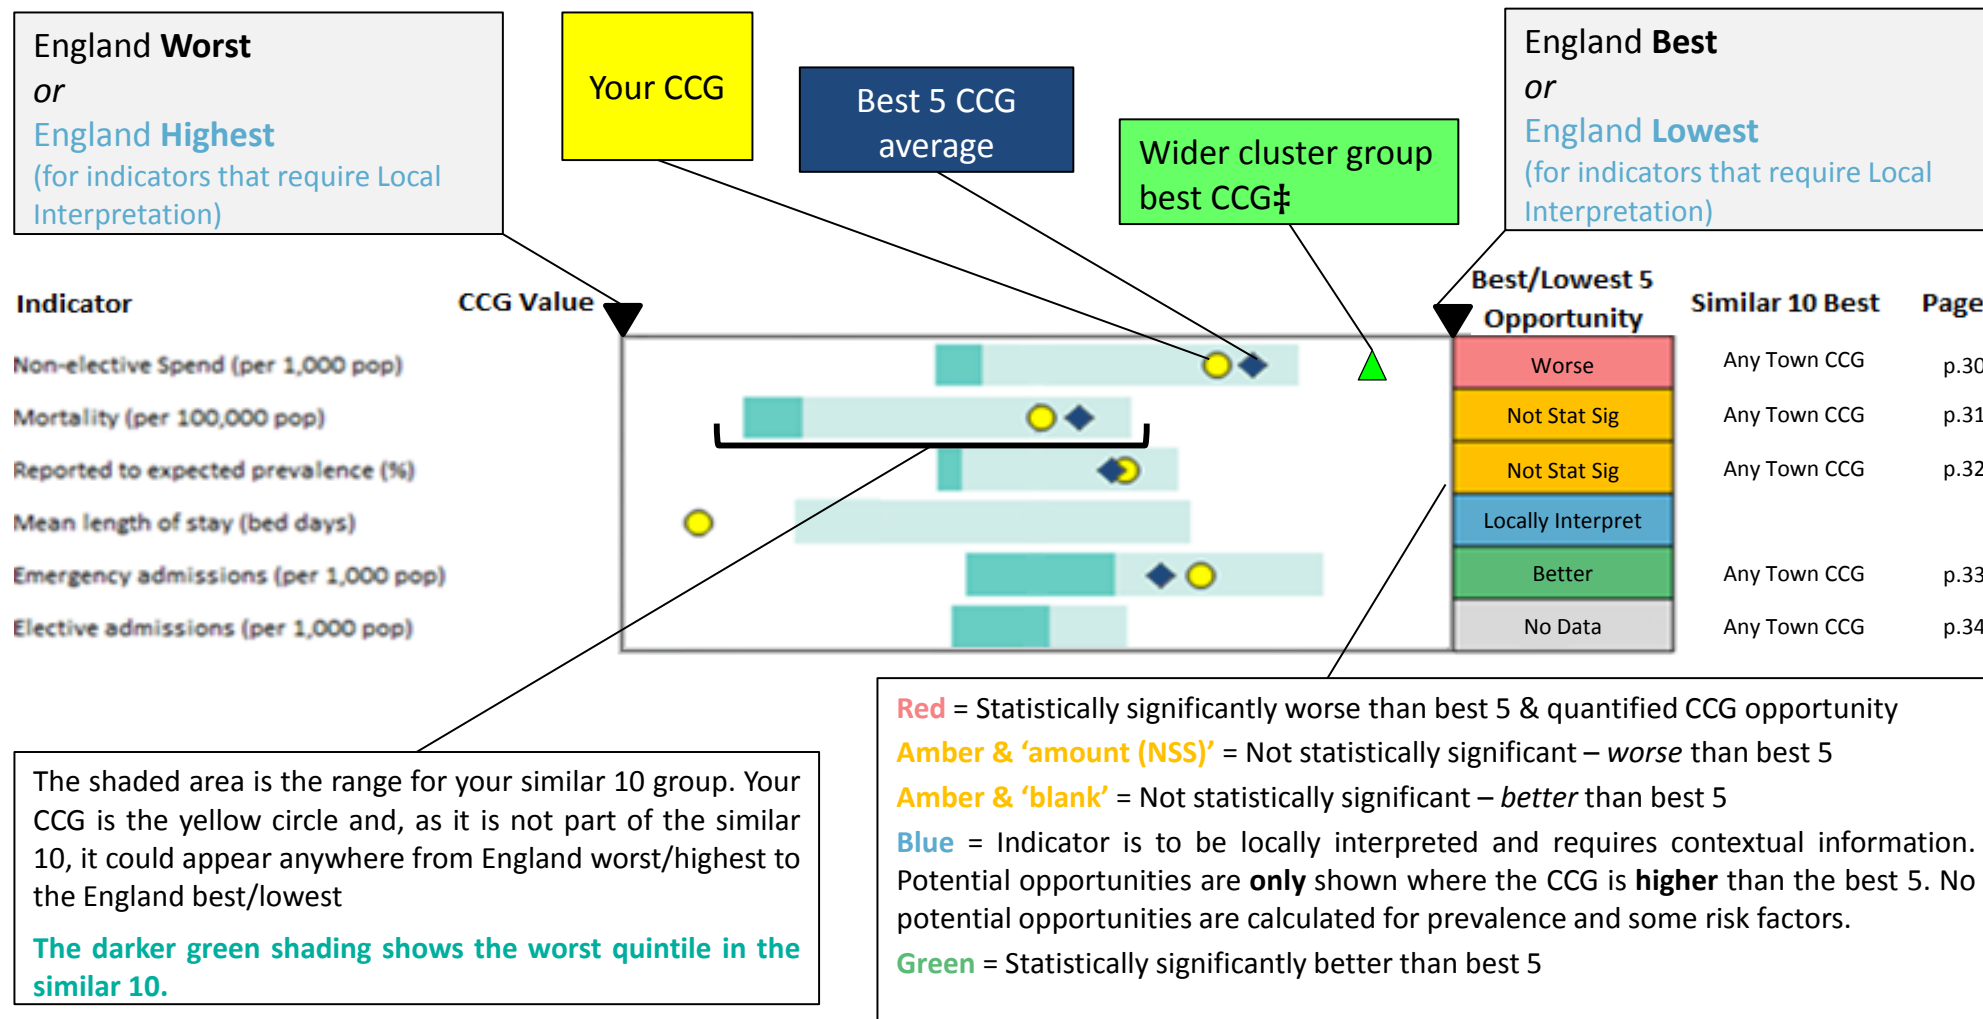 England Worst
or
England Highest
(for indicators that require Local
Interpretation)
Your CCG
Best 5 CCG
average
Wider cluster group
best CCG‡
England Best
or
England Lowest
(for indicators that require Local
Interpretation)
Indicator
CCG Value
Best/Lowest 5
Opportunity
Similar 10 Best
Page
Non-elective Spend (per 1,000 pop)
Worse
Any Town CCG
p.30
Mortality (per 100,000 pop)
Not Stat Sig
Any Town CCG
p.31
Reported to expected prevalence (%)
Not Stat Sig
Any Town CCG
p.32
Mean length of stay (bed days)
Locally Interpret
Emergency admissions (per 1,000 pop)
Better
Any Town CCG
p.33
Elective admissions (per 1,000 pop)
No Data
Any Town CCG
p.34
The shaded area is the range for your similar 10 group. Your
CCG is the yellow circle and, as it is not part of the similar
10, it could appear anywhere from England worst/highest to
the England best/lowest
The darker green shading shows the worst quintile in the
similar 10.
Red = Statistically significantly worse than best 5 & quantified CCG opportunity
Amber & ‘amount (NSS)’ = Not statistically significant – worse than best 5
Amber & ‘blank’ = Not statistically significant – better than best 5
Blue = Indicator is to be locally interpreted and requires contextual information.
Potential opportunities are only shown where the CCG is higher than the best 5. No
potential opportunities are calculated for prevalence and some risk factors.
Green = Statistically significantly better than best 5